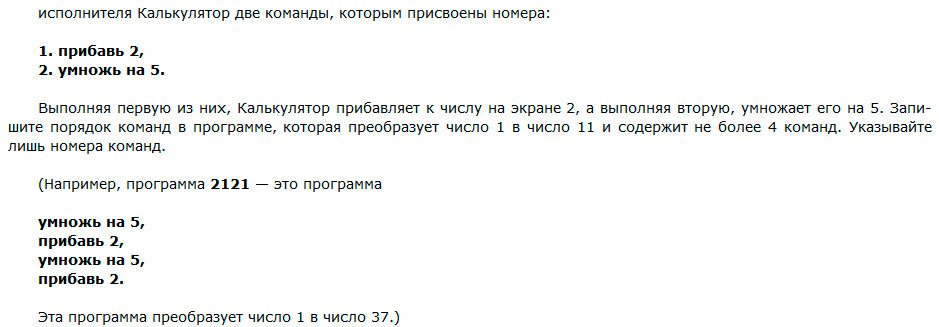 исполнителя Калькулятор две команды, которым присвоены номера:
1. прибавь 2,
2. умножь на 5.
Выполняя первую из них, Калькулятор прибавляет к числу на экране 2, а выполняя вторую, умножает его на 5. Запи-
шите порядок команд в программе, которая преобразует число 1 в число 11 и содержит не более 4 команд. Указывайте
лишь номера команд.
(Например, программа 2121 — это программа
умножь на 5,
прибавь 2,
умножь на 5,
прибавь 2.
Эта программа преобразует число 1 в число 37.)